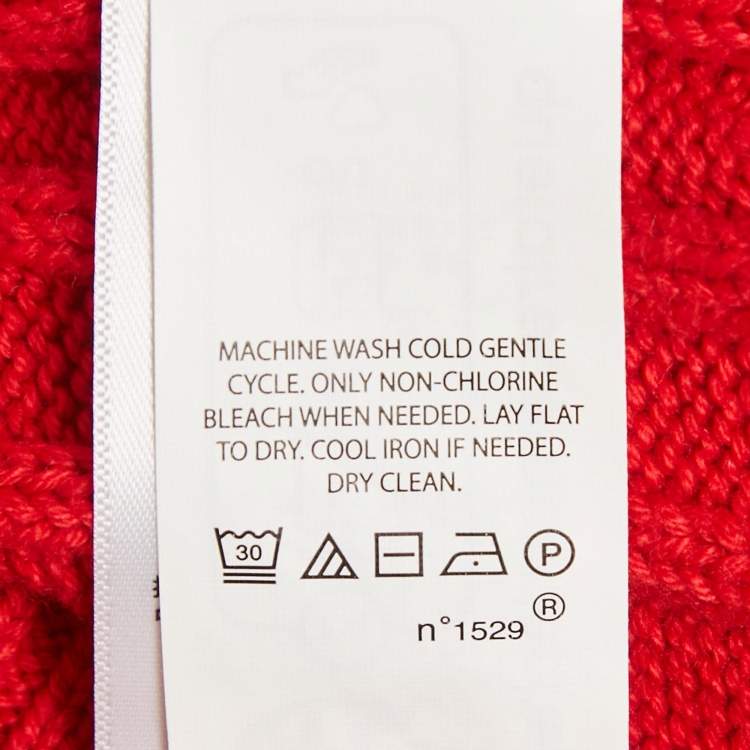 MACHINE WASH COLD GENTLE
CYCLE. ONLY NON-CHLORINE
BLEACH WHEN NEEDED. LAY FLAT
TO DRY. COOL IRON IF NEEDED.
DRY CLEAN.
30 P
n°1529 ®